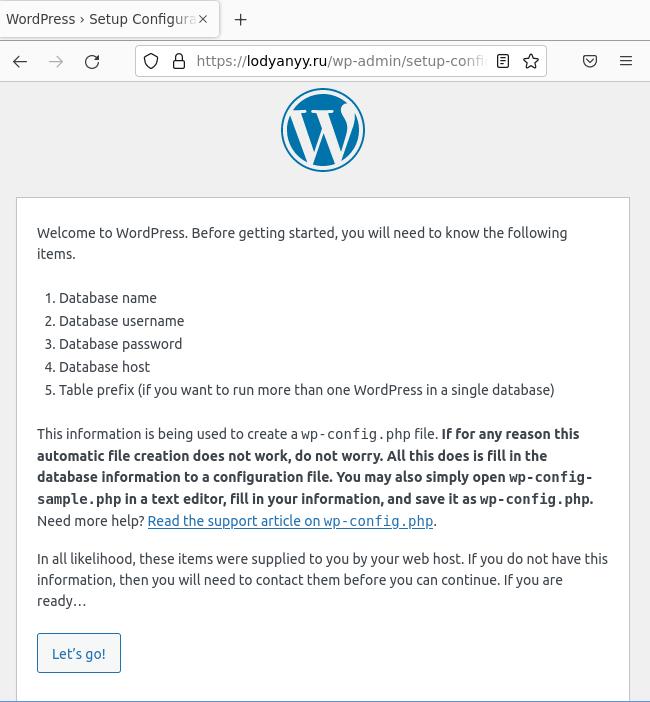 WordPress › Setup Configura
https://lodyanyy.ru/wp-admin/setup-confi
Welcome to WordPress. Before getting started, you will need to know the following
items.
1. Database name
2. Database username
3. Database password
4. Database host
5. Table prefix (if you want to run more than one WordPress in a single database)
This information is being used to create a wp-config.php file. If for any reason this
automatic file creation does not work, do not worry. All this does is fill in the
database information to a configuration file. You may also simply open wp-config-
sample.php in a text editor, fill in your information, and save it as wp-config.php.
Need more help? Read the support article on wp-config.php.
In all likelihood, these items were supplied to you by your web host. If you do not have this
information, then you will need to contact them before you can continue. If you are
ready…
Let’s go!